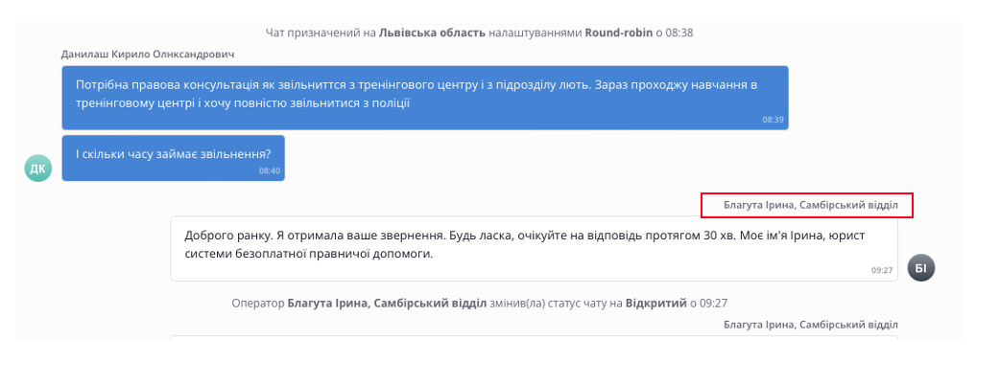 Чат призначений на Львівська область налаштуваннями Round-robin о 08:38
Данилаш Кирило Олнксандрович
Потрібна правова консультація як звільниттся з тренінгового центру і з підрозділу лють. Зараз проходжу навчання в
тренінговому центрі і хочу повністю звільнитися з поліції
08:39
І скільки часу займає звільнення?
08:40
ДК
Благута Ірина, Самбірський відділ
Доброго ранку. Я отримала ваше звернення. Будь ласка, очікуйте на відповідь протягом 30 хв. Моє ім'я Ірина, юрист
системи безоплатної правничої допомоги.
09:27
БІ
Оператор Благута Ірина, Самбірський відділ змінив(ла) статус чату на Відкритий о 09:27
Благута Ірина, Самбірський відділ